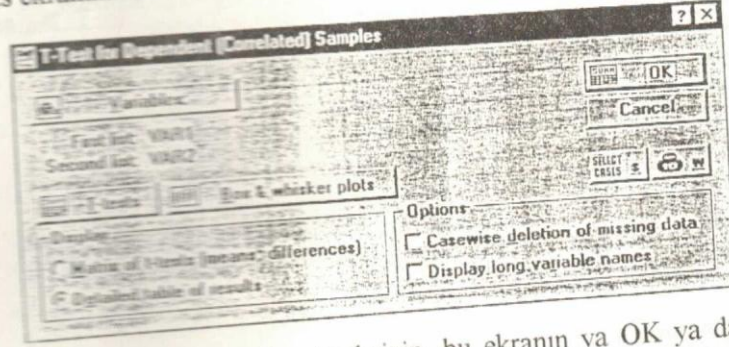 T-Test for Dependent (Correlated) Samples
? X
Variables:
OK
Cancel
First list: VAR1
Second list: VAR2
SELECT CASES S W
T-tests
Box & whisker plots
Display
Matrix of t-tests (means, differences)
Detailed table of results
Options
Casewise deletion of missing data
Display long variable names
bu ekranın ya OK ya da